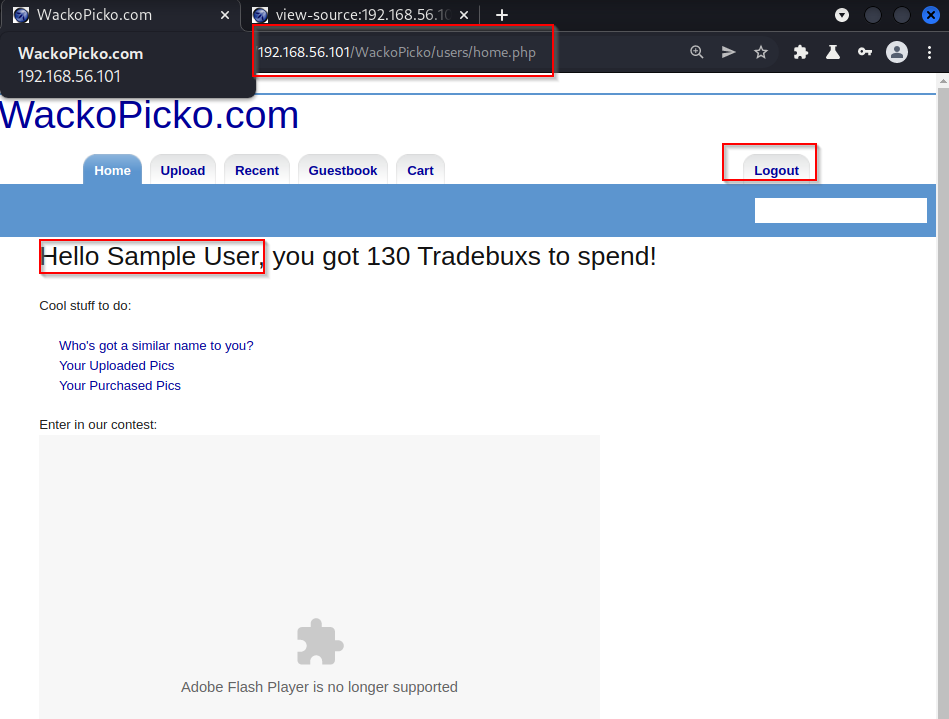 WackoPicko.com
view-source:192.168.56.10
WackoPicko.com
192.168.56.101
192.168.56.101/WackoPicko/users/home.php
WackoPicko.com
Home
Upload
Recent
Guestbook
Cart
Logout
Hello Sample User, you got 130 Tradebuxs to spend!
Cool stuff to do:
Who's got a similar name to you?
Your Uploaded Pics
Your Purchased Pics
Enter in our contest:
Adobe Flash Player is no longer supported